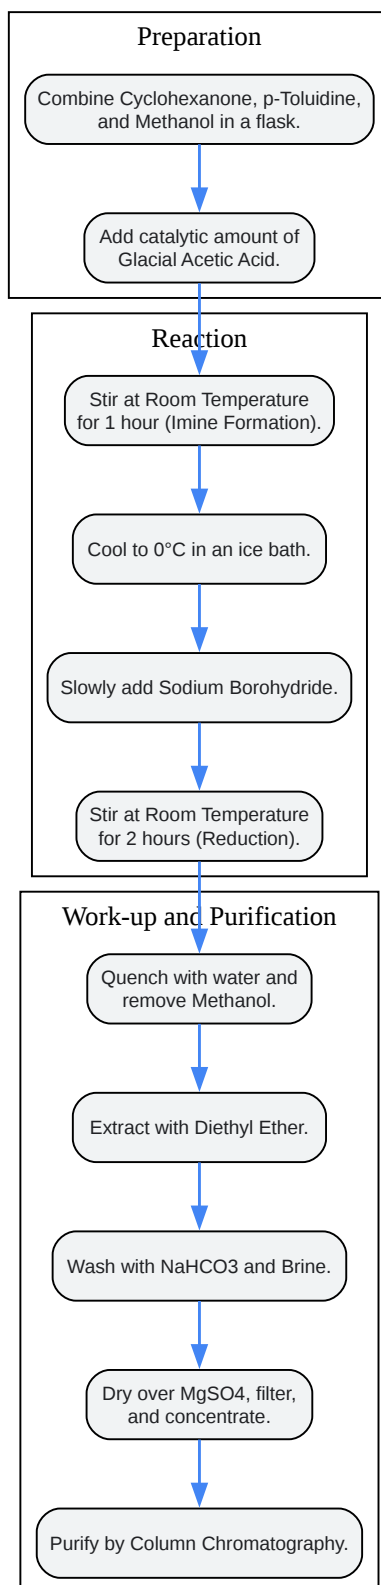 Preparation
Combine Cyclohexanone, p-Toluidine,
and Methanol in a flask.
Add catalytic amount of
Glacial Acetic Acid.
Reaction
Stir at Room Temperature
for 1 hour (Imine Formation).
Cool to 0°C in an ice bath.
Slowly add Sodium Borohydride.
Stir at Room Temperature
for 2 hours (Reduction).
Work-up and Purification
Quench with water and
remove Methanol.
Extract with Diethyl Ether.
Wash with NaHCO3 and Brine.
Dry over MgSO4, filter,
and concentrate.
Purify by Column Chromatography.